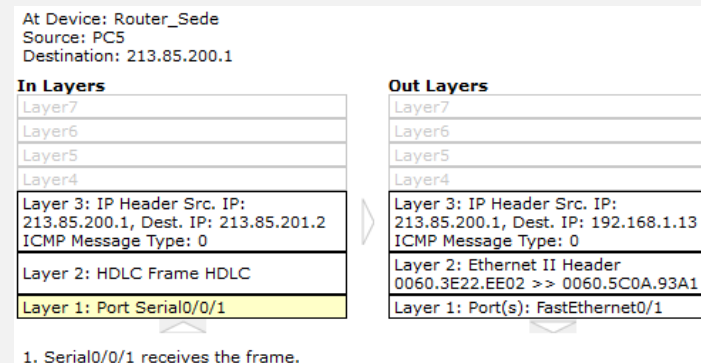 At Device: Router_Sede
Source: PC5
Destination: 213.85.200.1
In Layers
Layer7
Layer6
Layer5
Layer4
Layer 3: IP Header Src. IP:
213.85.200.1, Dest. IP: 213.85.201.2
ICMP Message Type: 0
Layer 2: HDLC Frame HDLC
Layer 1: Port Serial0/0/1
Out Layers
Layer7
Layer6
Layer5
Layer4
Layer 3: IP Header Src. IP:
213.85.200.1, Dest. IP: 192.168.1.13
ICMP Message Type: 0
Layer 2: Ethernet II Header
0060.3E22.EE02 >> 0060.5C0A.93A1
Layer 1: Port(s): FastEthernet0/1
1. Serial0/0/1 receives the frame.